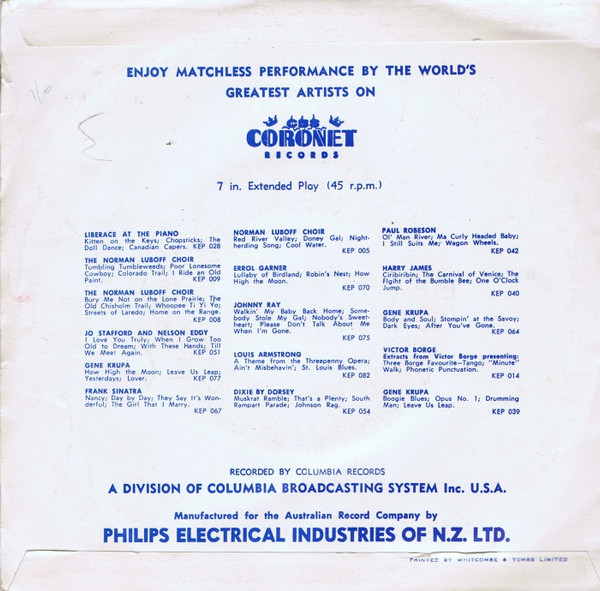 ENJOY MATCHLESS PERFORMANCE BY THE WORLD'S
GREATEST ARTISTS ON
CBS
CORONET
RECORDS
7 in. Extended Play (45 r.p.m.)
LIBERACE AT THE PIANO
Kitten on the Keys; Chopsticks; The
Doll Dance; Canadian Capers. KEP 028
THE NORMAN LUBOFF CHOIR
Tumbling Tumbleweeds; Poor Lonesome
Cowboy; Colorado Trail; I Ride an Old
Paint. KEP 009
THE NORMAN LUBOFF CHOIR
Bury Me Not on the Lone Prairie; The
Old Chisholm Trail; Whoopee Ti Yi Yo;
Streets of Laredo; Home on the Range.
KEP 008
JO STAFFORD AND NELSON EDDY
I Love You Truly; When I Grow Too
Old to Dream; With These Hands; Till
We Meet Again. KEP 051
GENE KRUPA
How High the Moon; Leave Us Leap;
Yesterdays; Lover. KEP 077
FRANK SINATRA
Nancy; Day by Day; They Say It's Won-
derful; The Girl That I Marry.
KEP 067
NORMAN LUBOFF CHOIR
Red River Valley; Doney Gal; Night-
herding Song; Cool Water.
KEP 005
ERROL GARNER
Lullaby of Birdland; Robin's Nest; How
High the Moon.
KEP 070
JOHNNY RAY
Walkin' My Baby Back Home; Some-
body Stole My Gal; Nobody's Sweet-
heart; Please Don't Talk About Me
When I'm Gone.
KEP 075
LOUIS ARMSTRONG
A Theme from the Threepenny Opera;
Ain't Misbehavin'; St. Louis Blues.
KEP 082
DIXIE BY DORSEY
Muskrat Ramble; That's a Plenty; South
Rampart Parade; Johnson Rag.
KEP 054
PAUL ROBESON
Ol' Man River; Ma Curly Headed Baby;
I Still Suits Me; Wagon Wheels.
KEP 042
HARRY JAMES
Ciribiribin; The Carnival of Venice; The
Flgiht of the Bumble Bee; One O'Clock
Jump.
KEP 040
GENE KRUPA
Body and Soul; Stompin' at the Savoy;
Dark Eyes; After You've Gone.
KEP 064
VICTOR BORGE
Extracts from Victor Borge presenting;
Three Borge Favourite—Tango; "Minute"
Walk; Phonetic Punctuation.
KEP 014
GENE KRUPA
Boogie Blues; Opus No. 1; Drumming
Man; Leave Us Leap.
KEP 039
RECORDED BY COLUMBIA RECORDS
A DIVISION OF COLUMBIA BROADCASTING SYSTEM Inc. U.S.A.
Manufactured for the Australian Record Company by
PHILIPS ELECTRICAL INDUSTRIES OF N.Z. LTD.
PRINTED BY WHITCOMBE & TOMBS LIMITED